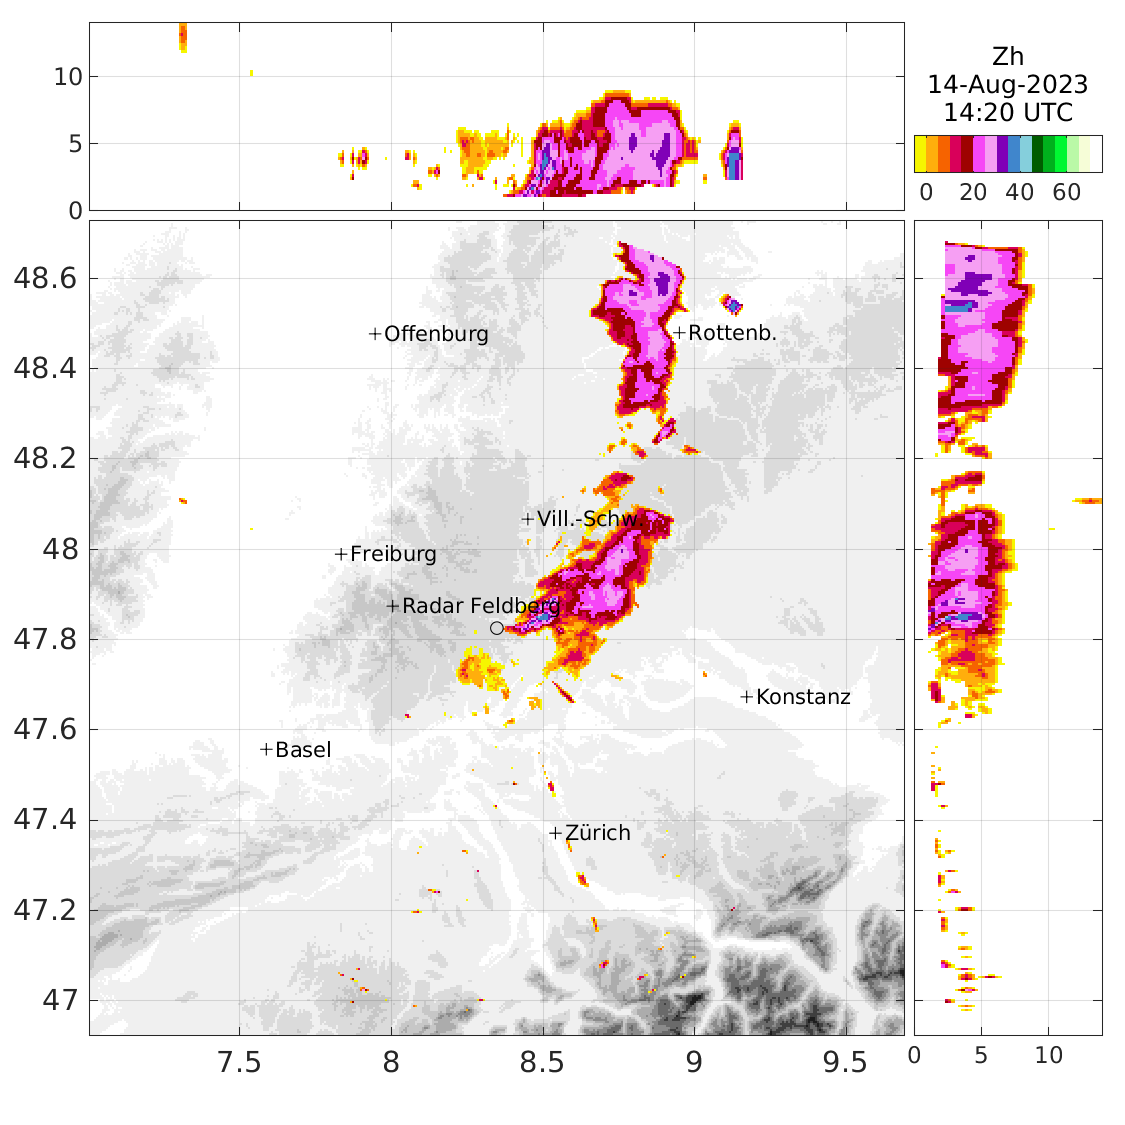 Zh
14-Aug-2023
14:20 UTC
0 20 40 60
10
5
0
48.6
+Offenburg
+Rottenb.
48.4
48.2
+Vill.-Schw.
48
+Freiburg
+Radar Feldberg
47.8
+Konstanz
47.6
+Basel
47.4
+Zürich
47.2
47
7.5 8 8.5 9 9.5
0 5 10